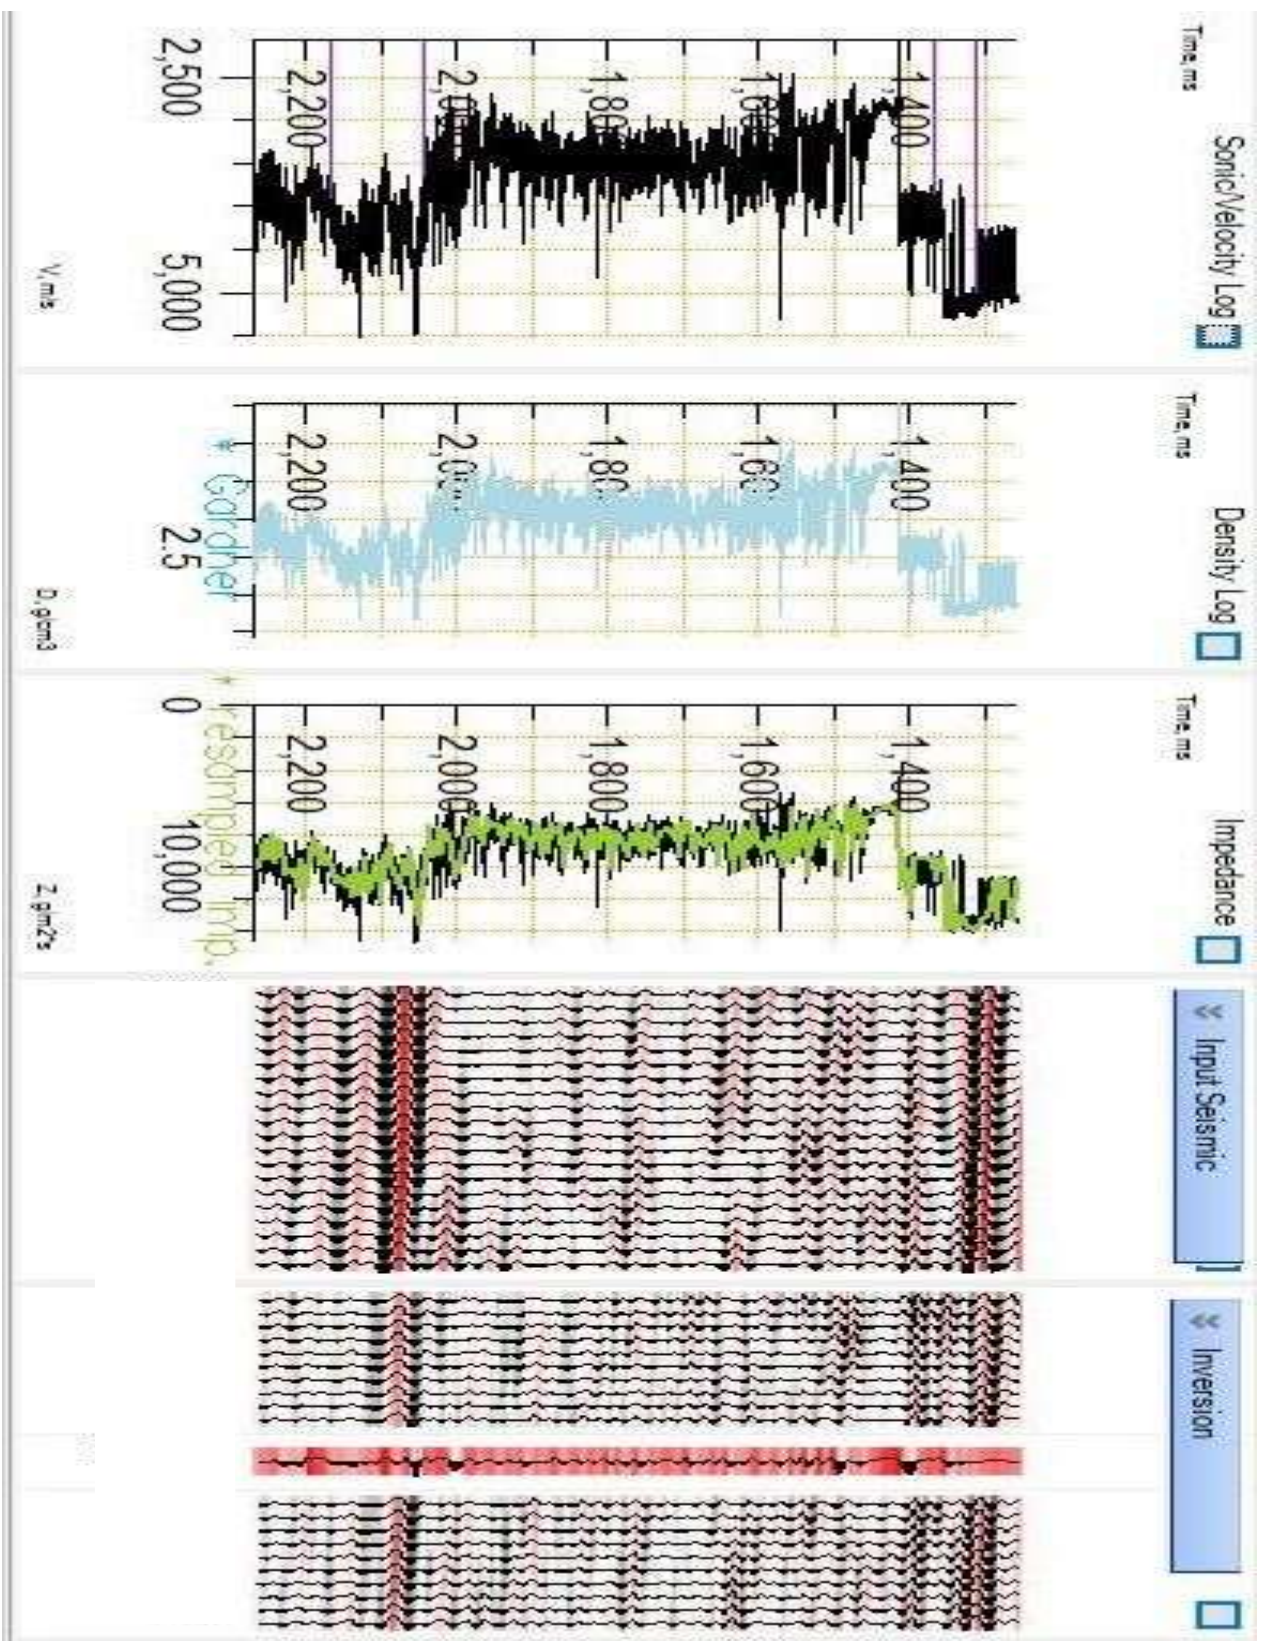 Sonic/Velocity Log
Time, ms
1,400
2,200
2,500
5,000
V, m/s
Density Log
Time, ms
1,400
2,200
2.5
* Gardner
D, g/cm3
Impedance
Time, ms
1,400
1,600
1,800
2,000
2,200
0
10,000
* resampled imp.
Z, g/m2*s
Input Seismic
Inversion